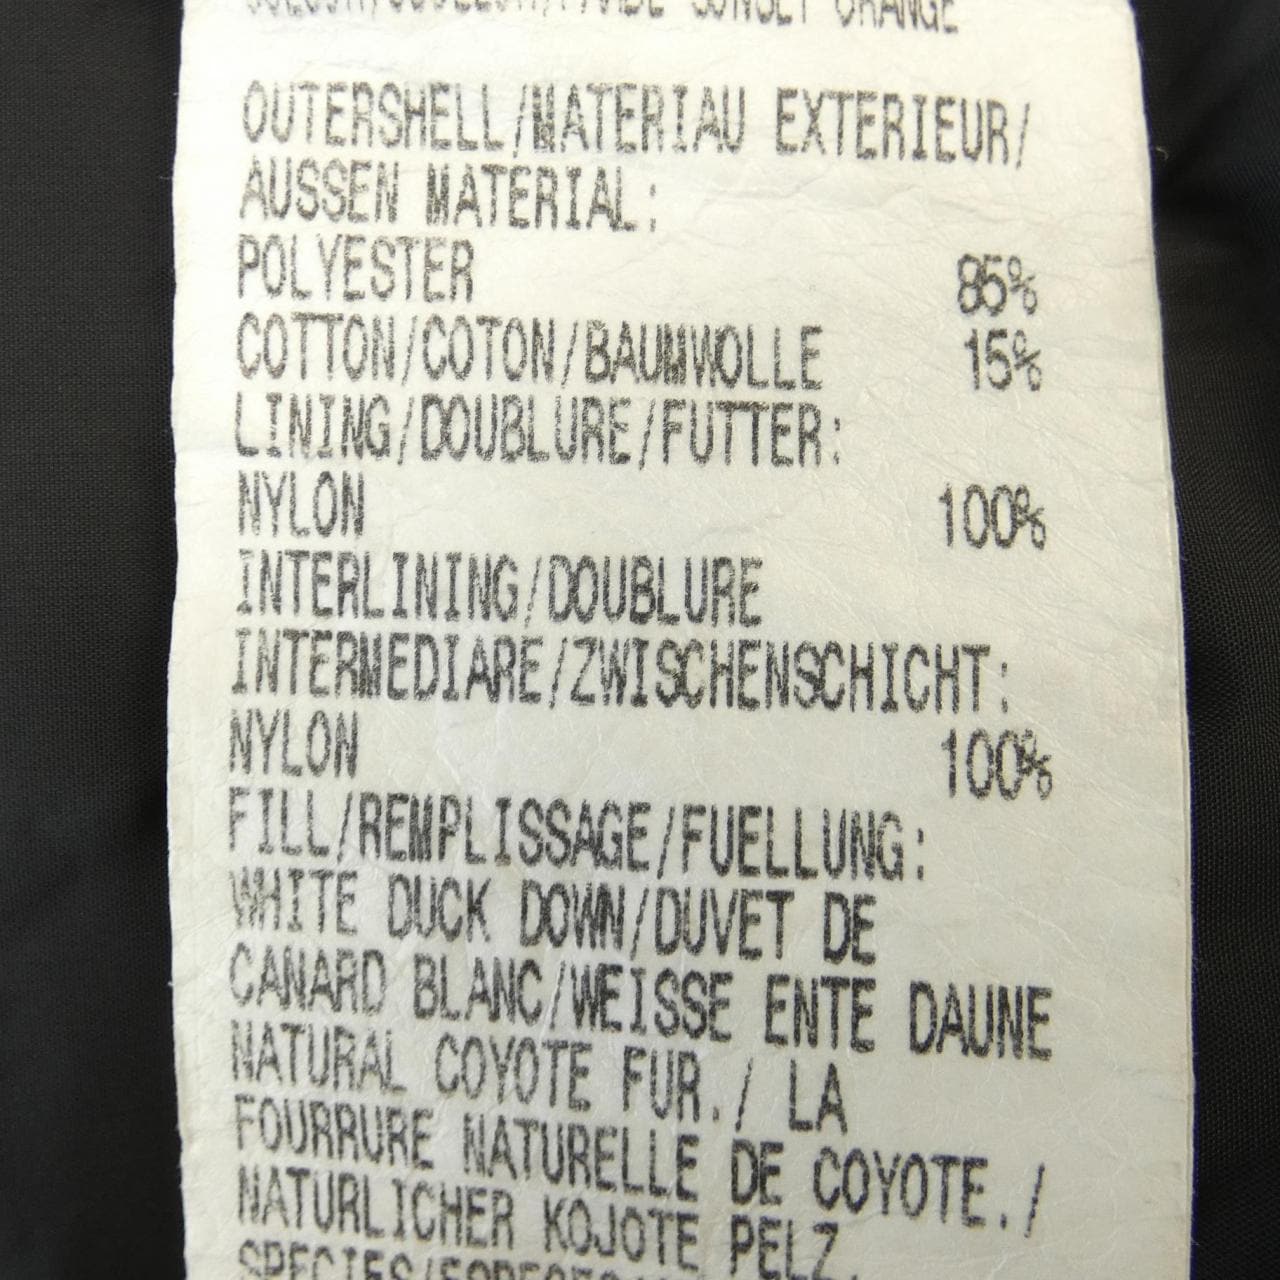 SUNSET ORANGE
OUTERSHELL/MATERIAU EXTERIEUR/
AUSSEN MATERIAL:
POLYESTER 85%
COTTON/COTON/BAUMWOLLE 15%
LINING/DOUBLURE/FUTTER:
NYLON 100%
INTERLINING/DOUBLURE
INTERMEDIARE/ZWISCHENSCHICHT:
NYLON 100%
FILL/REMPLISSAGE/FUELLUNG:
WHITE DUCK DOWN/DUVET DE
CANARD BLANC/WEISSE ENTE DAUNE
NATURAL COYOTE FUR./ LA
FOURRURE NATURELLE DE COYOTE./
NATURLICHER KOJOTE PELZ.